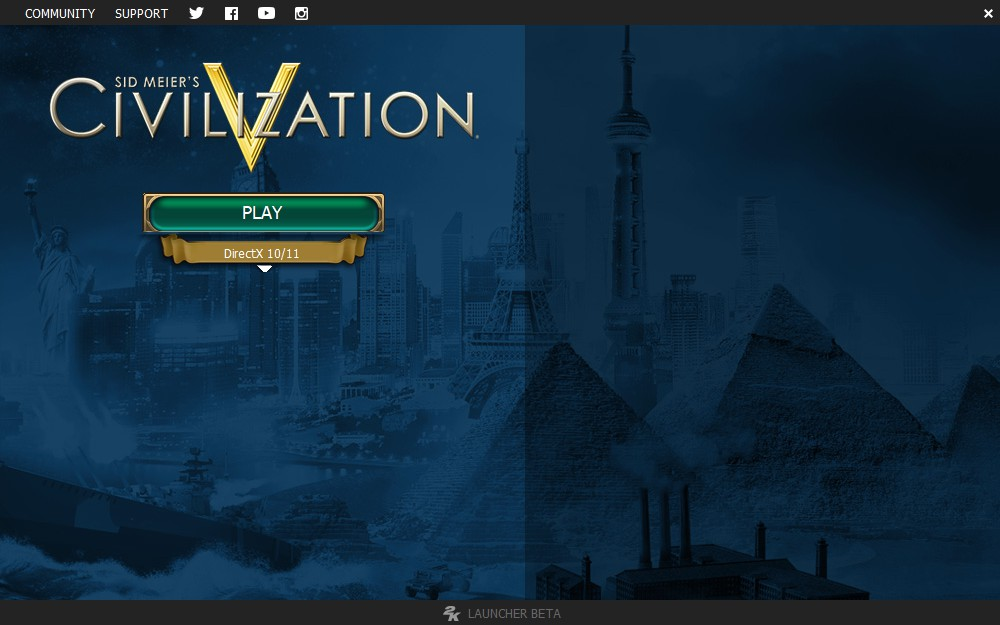 COMMUNITY SUPPORT
SID MEIER'S
CIVILIZATION
V
PLAY
DirectX 10/11
2K LAUNCHER BETA